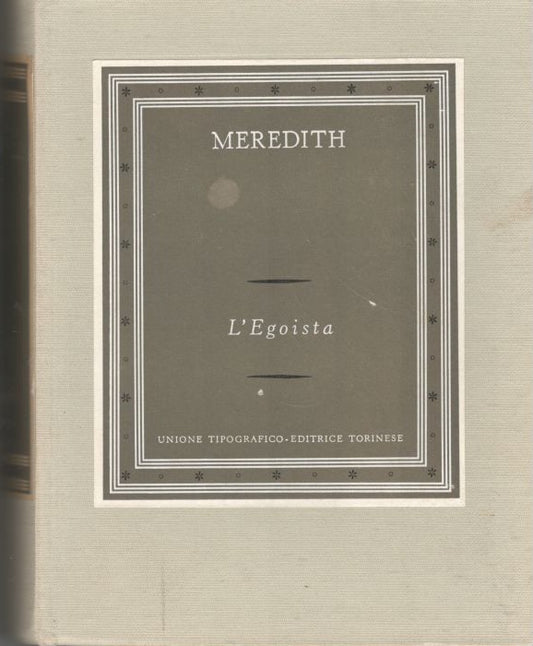 MEREDITH
L'Egoista
UNIONE TIPOGRAFICO-EDITRICE TORINESE